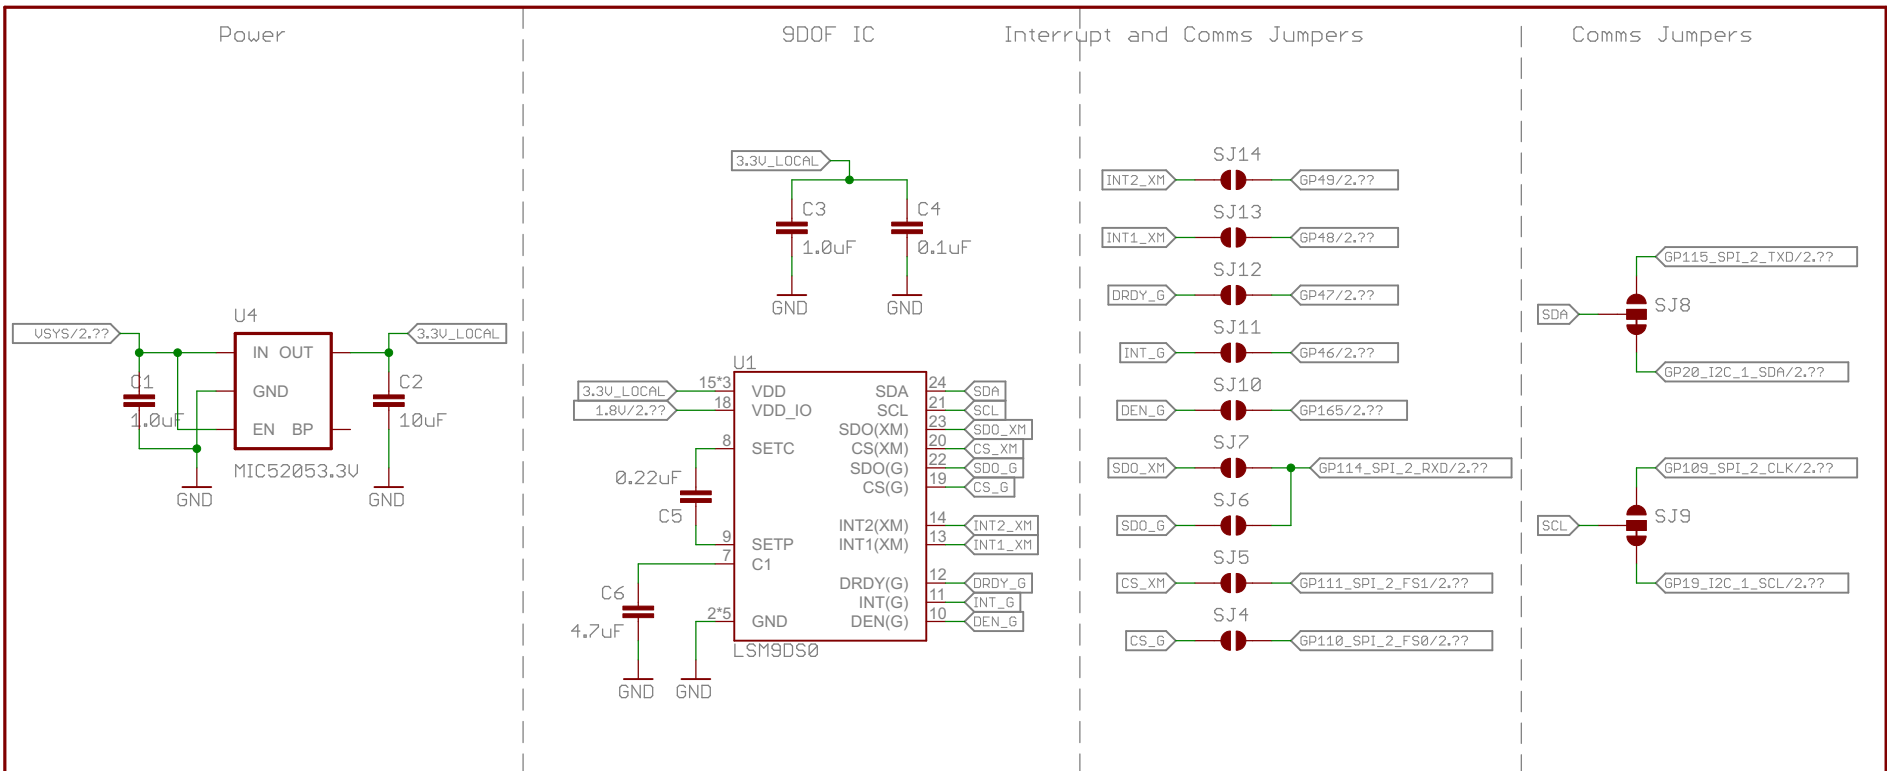 Power
9DOF IC
Interrupt and Comms Jumpers
Comms Jumpers
VSYS/2.??
U4
IN OUT
GND
EN BP
MIC52053.3V
3.3V_LOCAL
C1
1.0uF
C2
10uF
GND
GND
3.3V_LOCAL
C3
1.0uF
C4
0.1uF
GND
GND
U1
3.3V_LOCAL
15*3
VDD
1.8V/2.??
18
VDD_IO
8
SETC
0.22uF
C5
9
SETP
7
C1
C6
4.7uF
2*5
GND
GND
GND
LSM9DS0
SDA
24
SDA
SCL
21
SCL
SDO(XM)
23
SDO_XM
CS(XM)
20
CS_XM
SDO(G)
22
SDO_G
CS(G)
19
CS_G
INT2(XM)
14
INT2_XM
INT1(XM)
13
INT1_XM
DRDY(G)
12
DRDY_G
INT(G)
11
INT_G
DEN(G)
10
DEN_G
SJ14
INT2_XM
GP49/2.??
SJ13
INT1_XM
GP48/2.??
SJ12
DRDY_G
GP47/2.??
SJ11
INT_G
GP46/2.??
SJ10
DEN_G
GP165/2.??
SJ7
SDO_XM
GP114_SPI_2_RXD/2.??
SJ6
SDO_G
SJ5
CS_XM
GP111_SPI_2_FS1/2.??
SJ4
CS_G
GP110_SPI_2_FS0/2.??
GP115_SPI_2_TXD/2.??
SDA
SJ8
GP20_I2C_1_SDA/2.??
GP109_SPI_2_CLK/2.??
SCL
SJ9
GP19_I2C_1_SCL/2.??